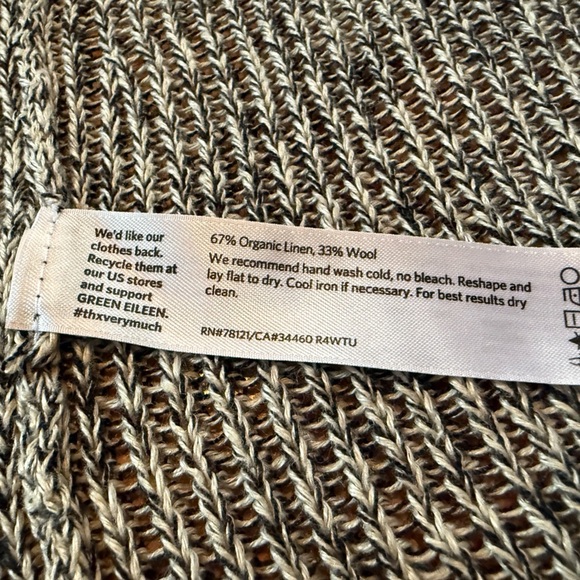 We'd like our
clothes back.
Recycle them at
our US stores
and support
GREEN EILEEN.
#thxverymuch
67% Organic Linen, 33% Wool
We recommend hand wash cold, no bleach. Reshape and
lay flat to dry. Cool iron if necessary. For best results dry
clean.
RN#78121/CA#34460 R4WTU